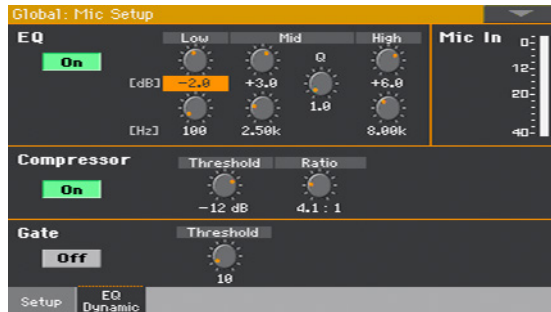 Global: Mic Setup
EQ Low Mid High Mic In
On Q
[dB] -2.0 +3.0 +6.0
1.0
[Hz] 100 2.50k 8.00k
0
12
20
40
Compressor Threshold Ratio
On
-12 dB 4.1 : 1
Gate Threshold
Off
10
Setup EQ Dynamic